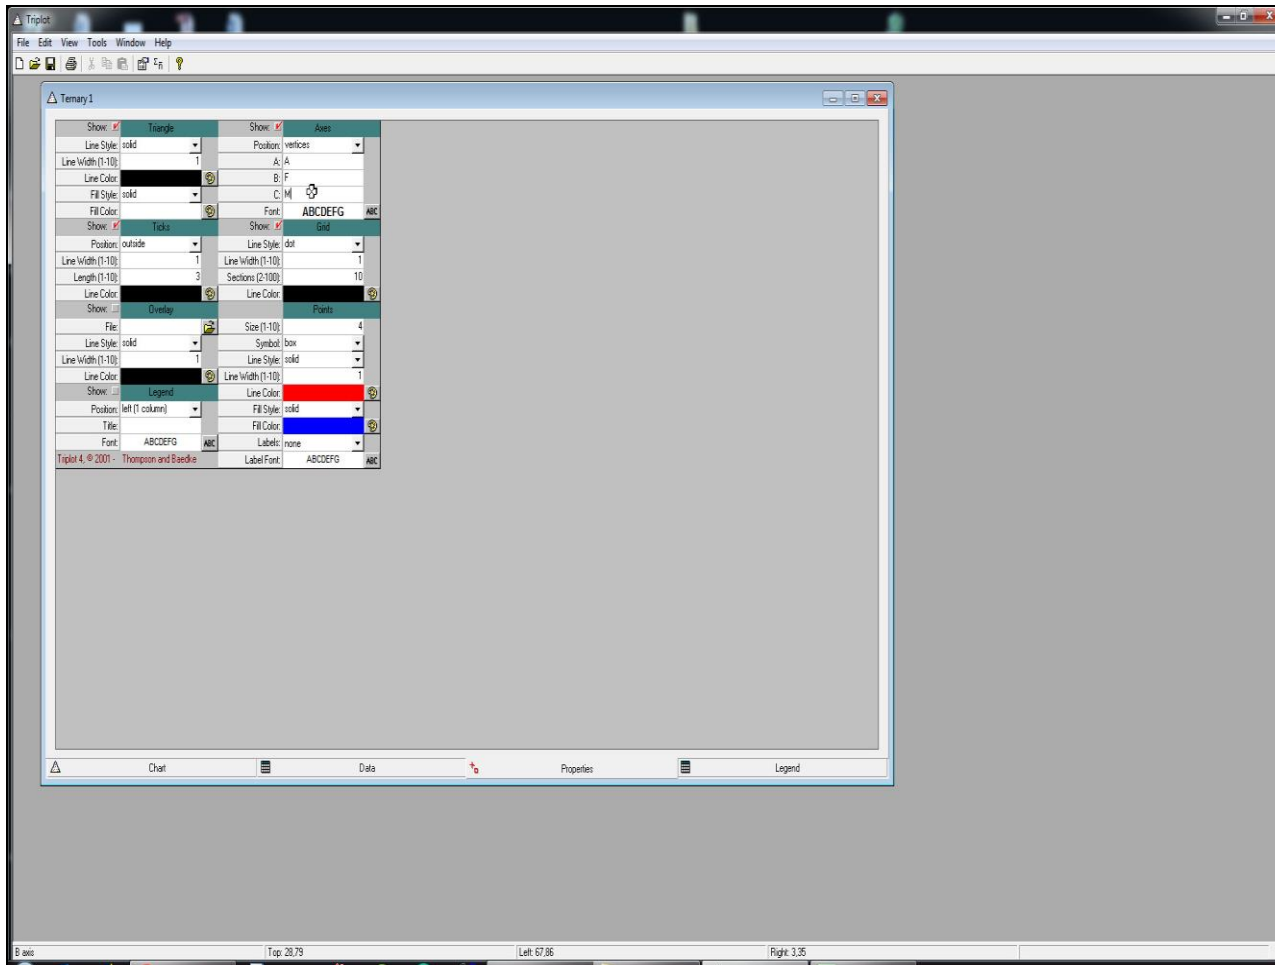 Triplot
File Edit View Tools Window Help
Ternary1
Show: Triangle Show: Axes
Line Style: solid Position: vertices
Line Width (1-10): 1 A: A
Line Color: B: F
Fill Style: solid C: M
Fill Color: Font: ABCDEFG ABC
Show: Ticks Show: Grid
Position: outside Line Style: dot
Line Width (1-10): 1 Line Width (1-10): 1
Length (1-10): 3 Sections (2-100): 10
Line Color: Line Color:
Show: Overlay Points
File: Size (1-10): 4
Line Style: solid Symbol: box
Line Width (1-10): 1 Line Style: solid
Line Color: Line Width (1-10): 1
Show: Legend Line Color:
Position: left (1 column) Fill Style: solid
Title: Fill Color:
Font: ABCDEFG ABC Labels: none
Triplot 4, © 2001 - Thompson and Baedke Label Font: ABCDEFG ABC
Chart Data Properties Legend
B axis Top: 28,79 Left: 67,86 Right: 3,35